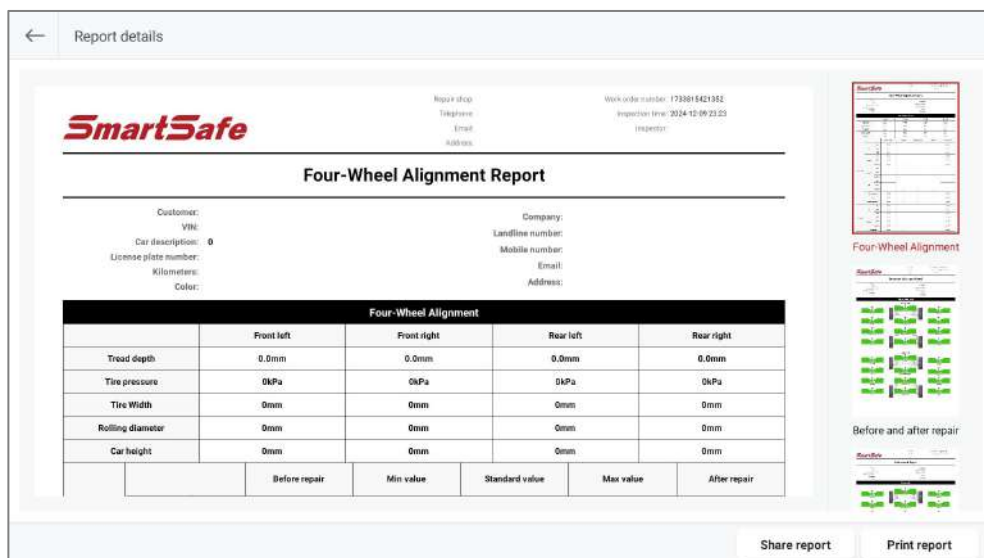 ← Report details
SmartSafe
Repair shop:
Telephone:
Email:
Address:
Work order number: 1733815421352
Inspection time: 2024-12-09 23:23
Inspector:
Four-Wheel Alignment Report
Customer:
VIN:
Car description: 0
License plate number:
Kilometers:
Color:
Company:
Landline number:
Mobile number:
Email:
Address:
Four-Wheel Alignment
Front left Front right Rear left Rear right
Tread depth 0.0mm 0.0mm 0.0mm 0.0mm
Tire pressure 0kPa 0kPa 0kPa 0kPa
Tire Width 0mm 0mm 0mm 0mm
Rolling diameter 0mm 0mm 0mm 0mm
Car height 0mm 0mm 0mm 0mm
Before repair Min value Standard value Max value After repair
SmartSafe
Four-Wheel Alignment
SmartSafe
Before and after repair
SmartSafe
Share report Print report